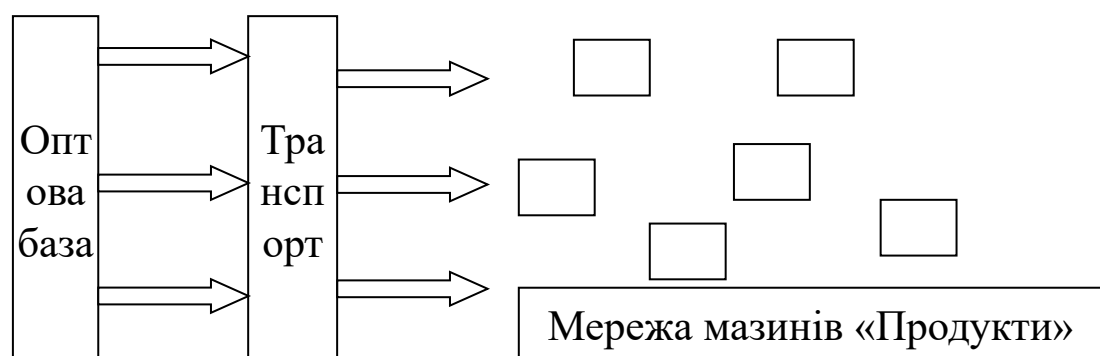 Опт
ова
база
Тра
нсп
орт
Мережа мазинів «Продукти»